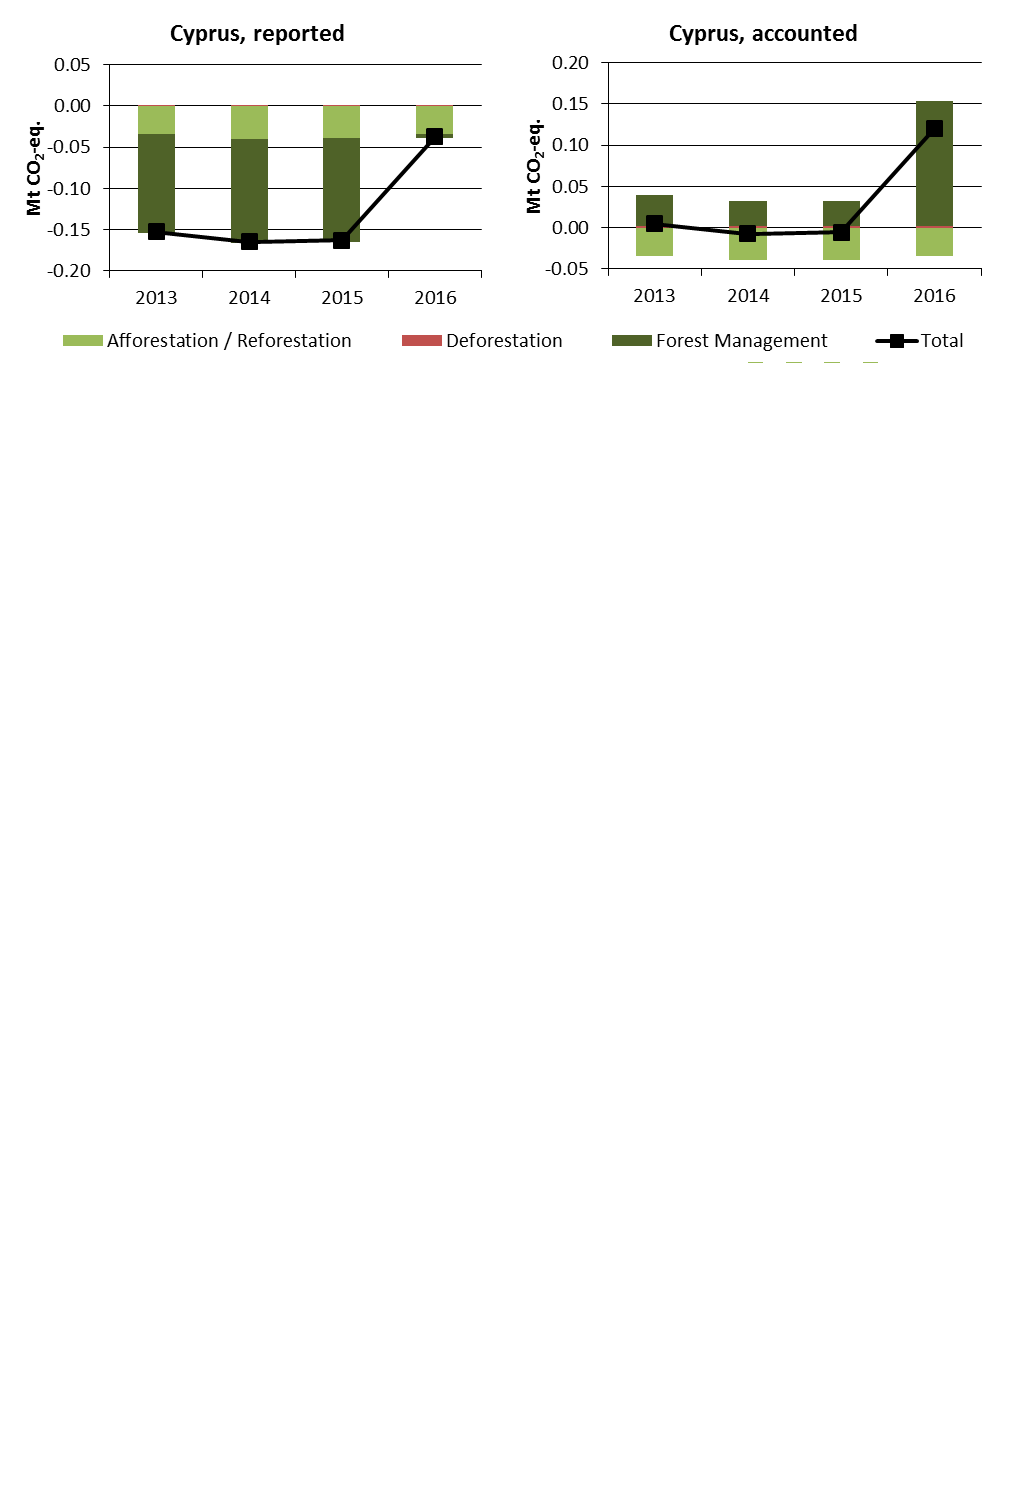 Cyprus, reported
Mt CO₂-eq.
0.05
0.00
-0.05
-0.10
-0.15
-0.20
2013 2014 2015 2016
Cyprus, accounted
Mt CO₂-eq.
0.20
0.15
0.10
0.05
0.00
-0.05
2013 2014 2015 2016
Afforestation / Reforestation Deforestation Forest Management Total